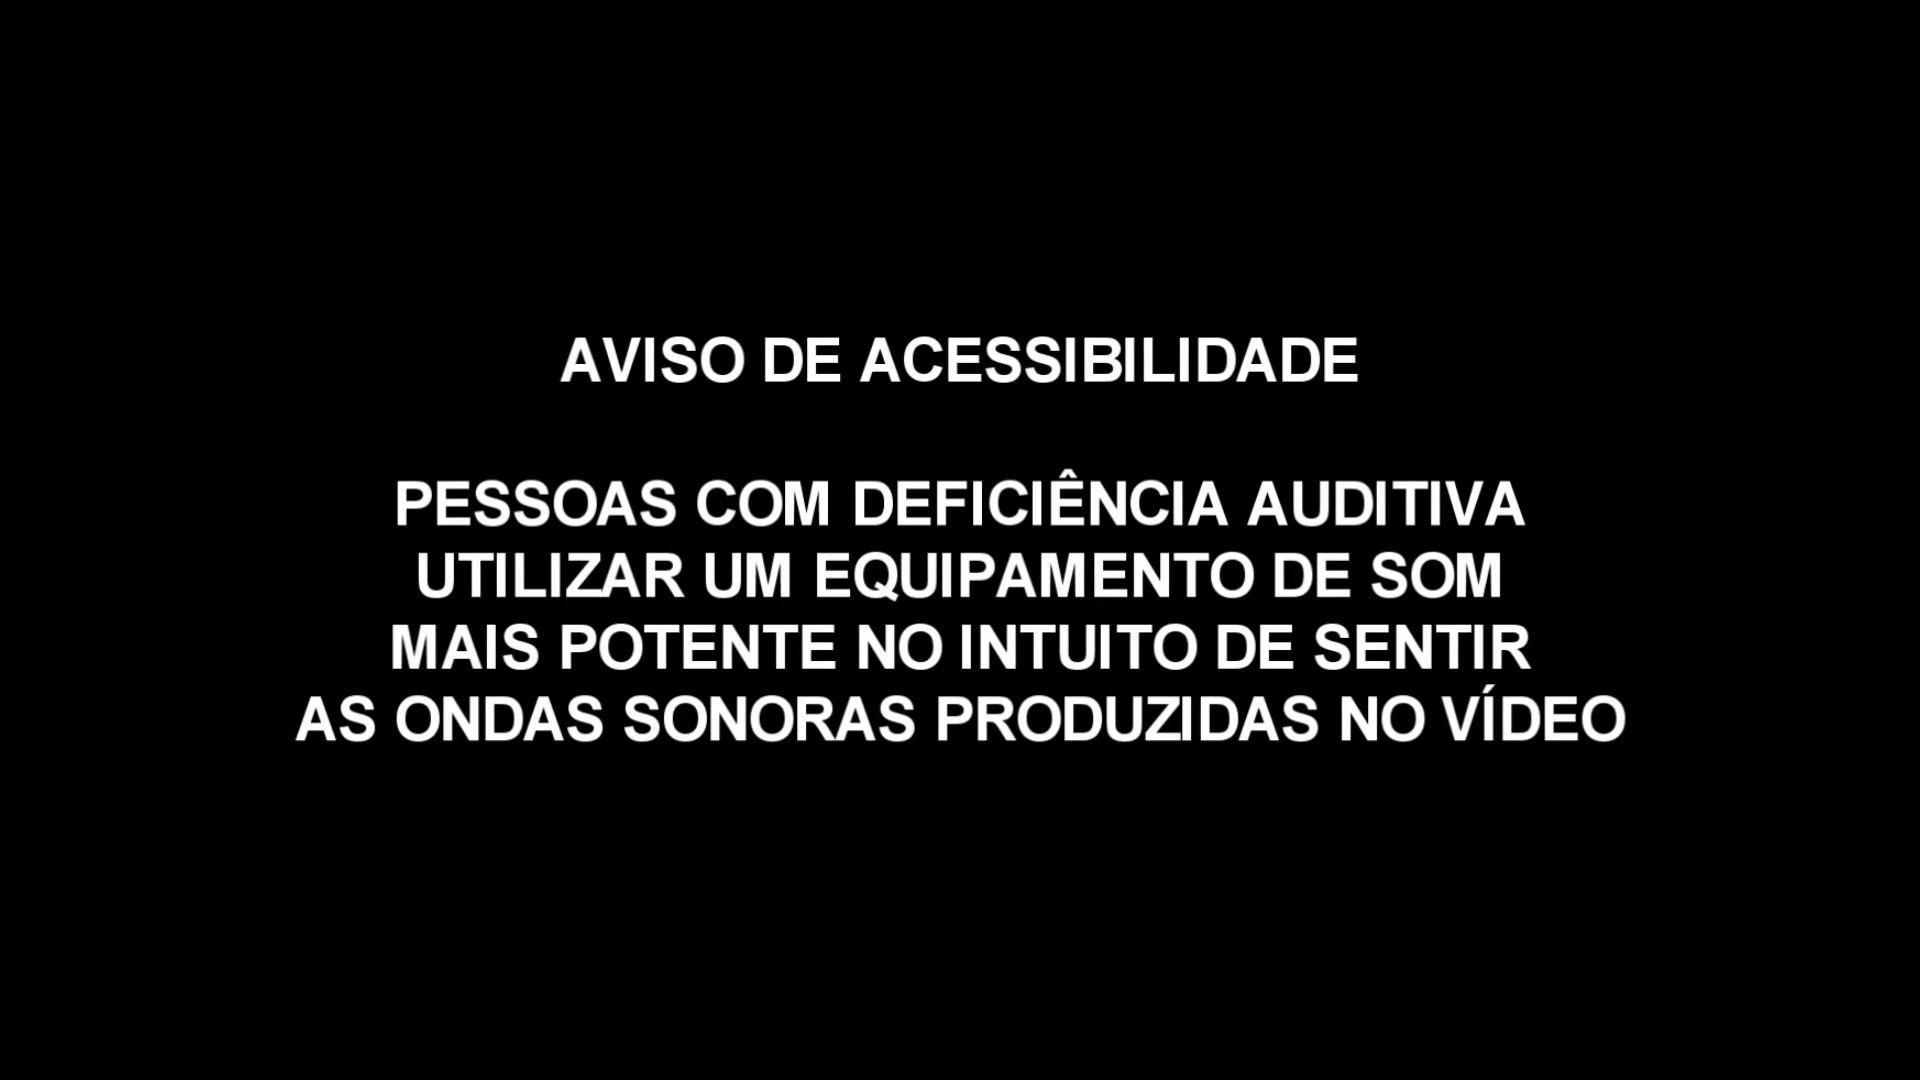 AVISO DE ACESSIBILIDADE
PESSOAS COM DEFICIÊNCIA AUDITIVA
UTILIZAR UM EQUIPAMENTO DE SOM
MAIS POTENTE NO INTUITO DE SENTIR
AS ONDAS SONORAS PRODUZIDAS NO VÍDEO